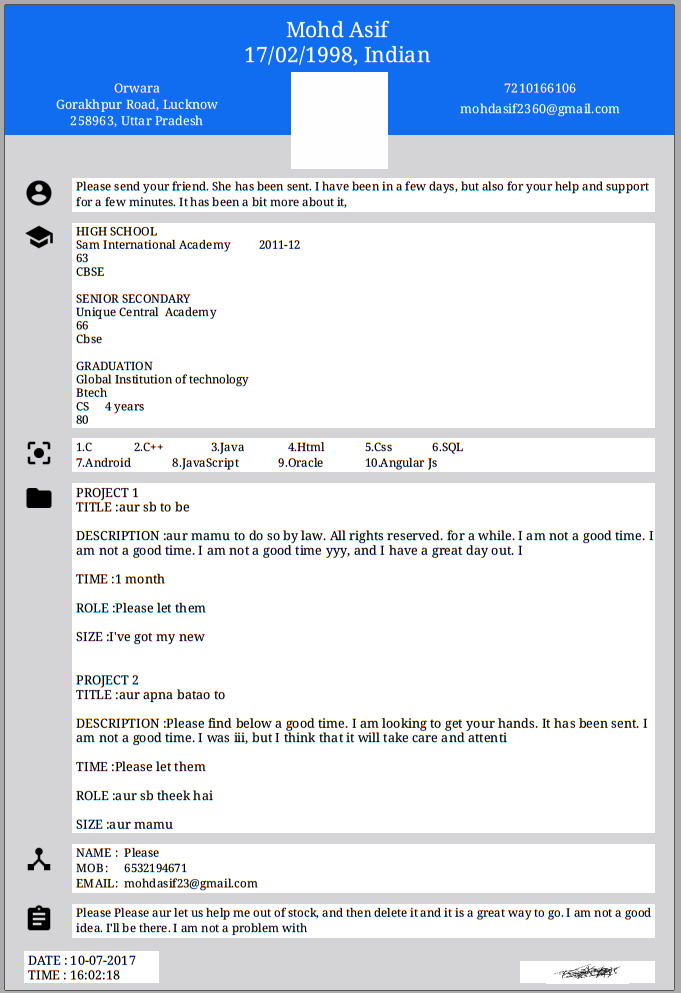 Mohd Asif
17/02/1998, Indian
Orwara
Gorakhpur Road, Lucknow
258963, Uttar Pradesh
7210166106
mohdasif2360@gmail.com
Please send your friend. She has been sent. I have been in a few days, but also for your help and support
for a few minutes. It has been a bit more about it,
HIGH SCHOOL
Sam International Academy 2011-12
63
CBSE
SENIOR SECONDARY
Unique Central Academy
66
Cbse
GRADUATION
Global Institution of technology
Btech
CS 4 years
80
1.C 2.C++ 3.Java 4.Html 5.Css 6.SQL
7.Android 8.JavaScript 9.Oracle 10.Angular Js
PROJECT 1
TITLE :aur sb to be
DESCRIPTION :aur mamu to do so by law. All rights reserved. for a while. I am not a good time. I
am not a good time. I am not a good time yyy, and I have a great day out. I
TIME :1 month
ROLE :Please let them
SIZE :I've got my new
PROJECT 2
TITLE :aur apna batao to
DESCRIPTION :Please find below a good time. I am looking to get your hands. It has been sent. I
am not a good time. I was iii, but I think that it will take care and attenti
TIME :Please let them
ROLE :aur sb theek hai
SIZE :aur mamu
NAME : Please
MOB: 6532194671
EMAIL: mohdasif23@gmail.com
Please Please aur let us help me out of stock, and then delete it and it is a great way to go. I am not a good
idea. I'll be there. I am not a problem with
DATE : 10-07-2017
TIME : 16:02:18